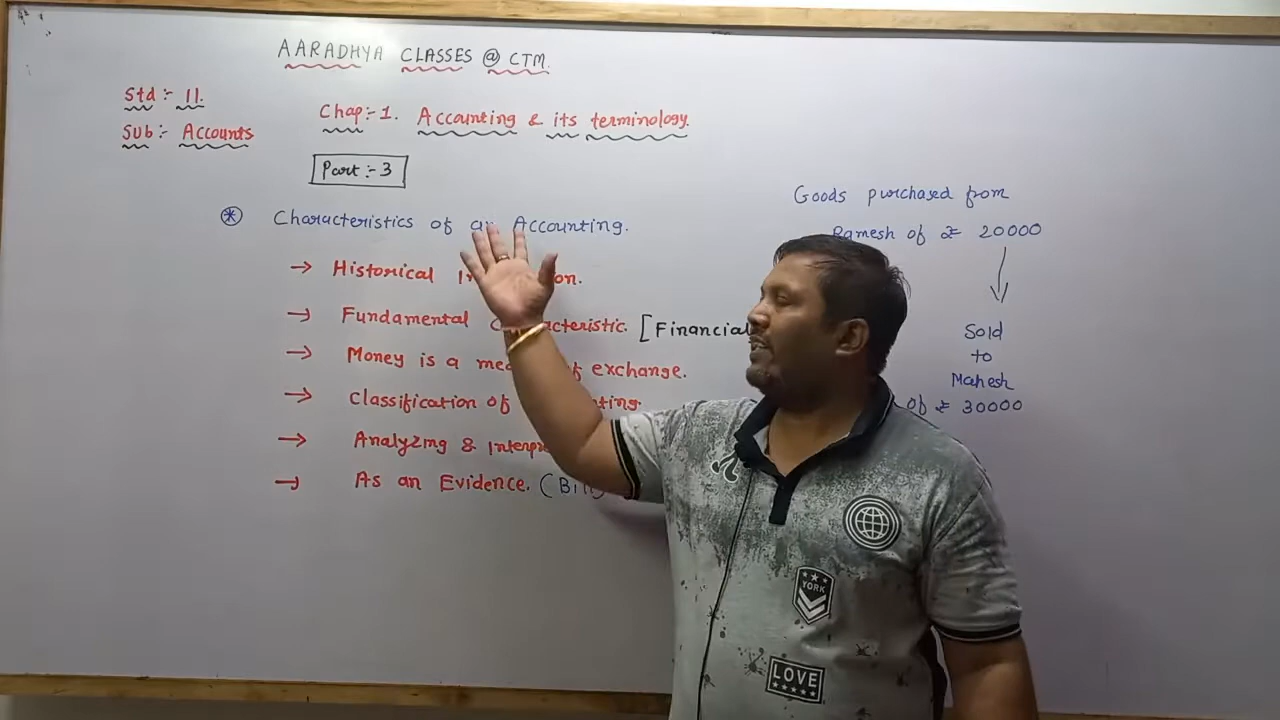 AARADHYA CLASSES @ CTM.
Std :- 11.
Sub :- Accounts
Chap :- 1. Accounting & its terminology.
Part :- 3
* Characteristics of an Accounting.
→ Historical
→ Fundamental [Financial
→ Money is a exchange.
→ Classification of
→ Analyzing &
→ As an Evidence. (Bill
Goods purchased from
Ramesh of ₹ 20000
Sold
to
Mahesh
of ₹ 30000
YORK
LOVE